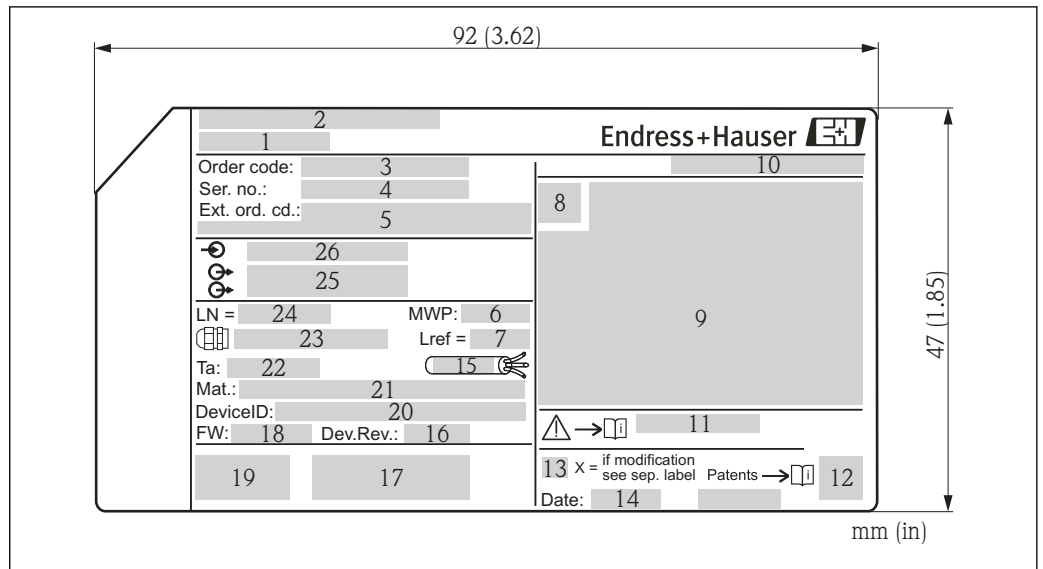 92 (3.62)
2
1
Endress+Hauser
10
Order code: 3
Ser. no.: 4
Ext. ord. cd.: 5
8
9
26
25
LN = 24 MWP: 6
23 Lref = 7
Ta: 22 15
Mat.: 21
DeviceID: 20
FW: 18 Dev.Rev.: 16
19 17
i 11
13 X = if modification
see sep. label Patents i 12
Date: 14
47 (1.85)
mm (in)